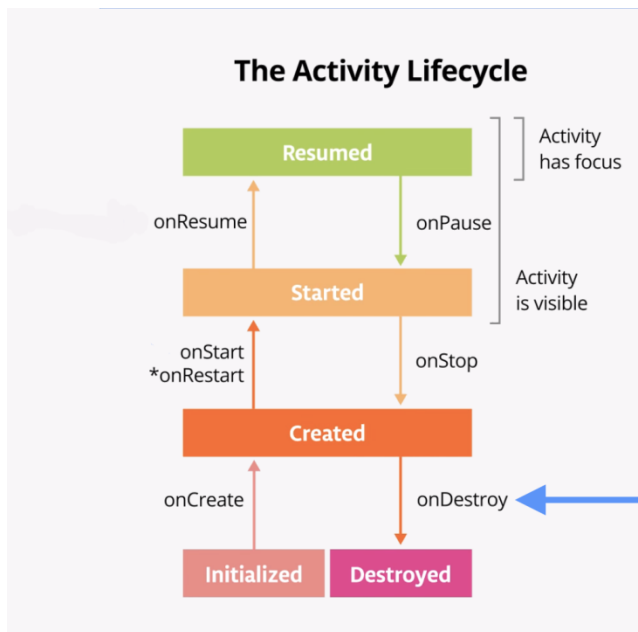 The Activity Lifecycle
Resumed
Activity
has focus
onResume
onPause
Started
Activity
is visible
onStart
*onRestart
onStop
Created
onCreate
onDestroy
Initialized
Destroyed